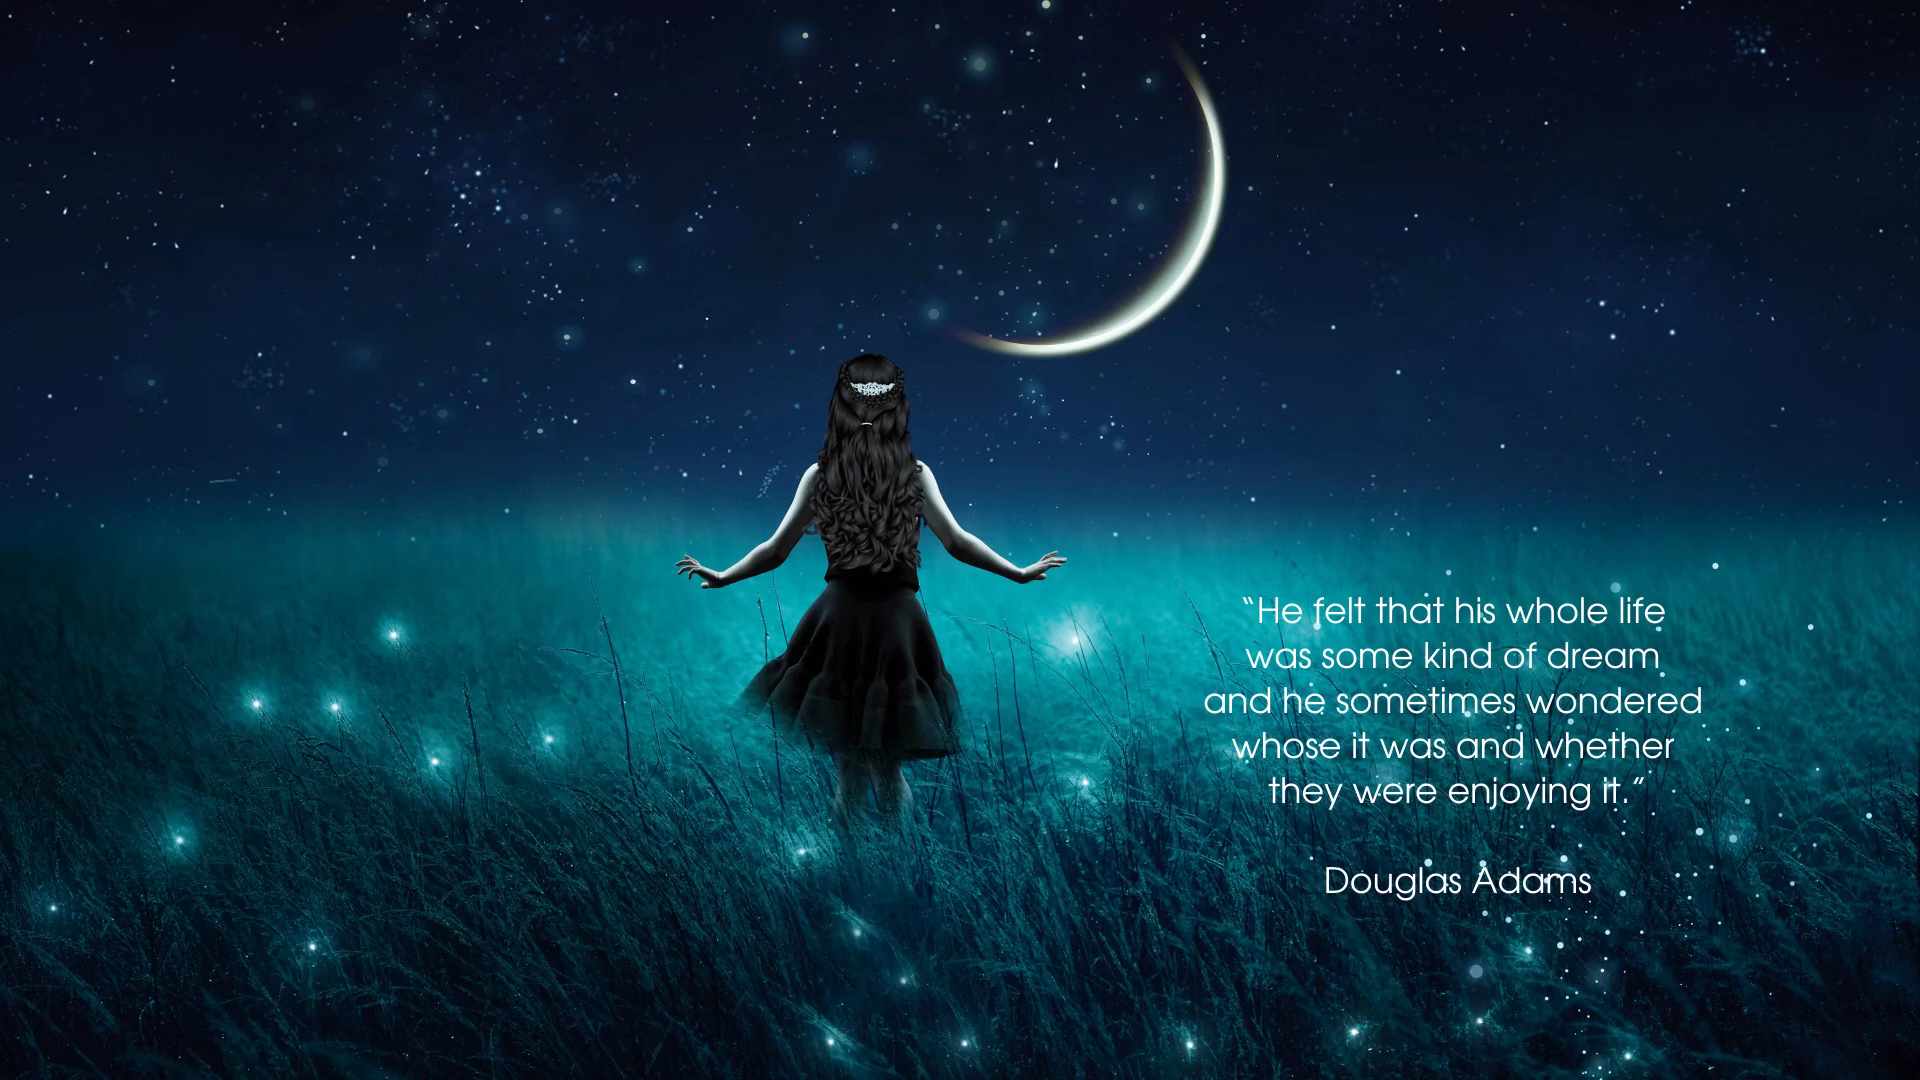 “He felt that his whole life
was some kind of dream
and he sometimes wondered
whose it was and whether
they were enjoying it.”
Douglas Adams